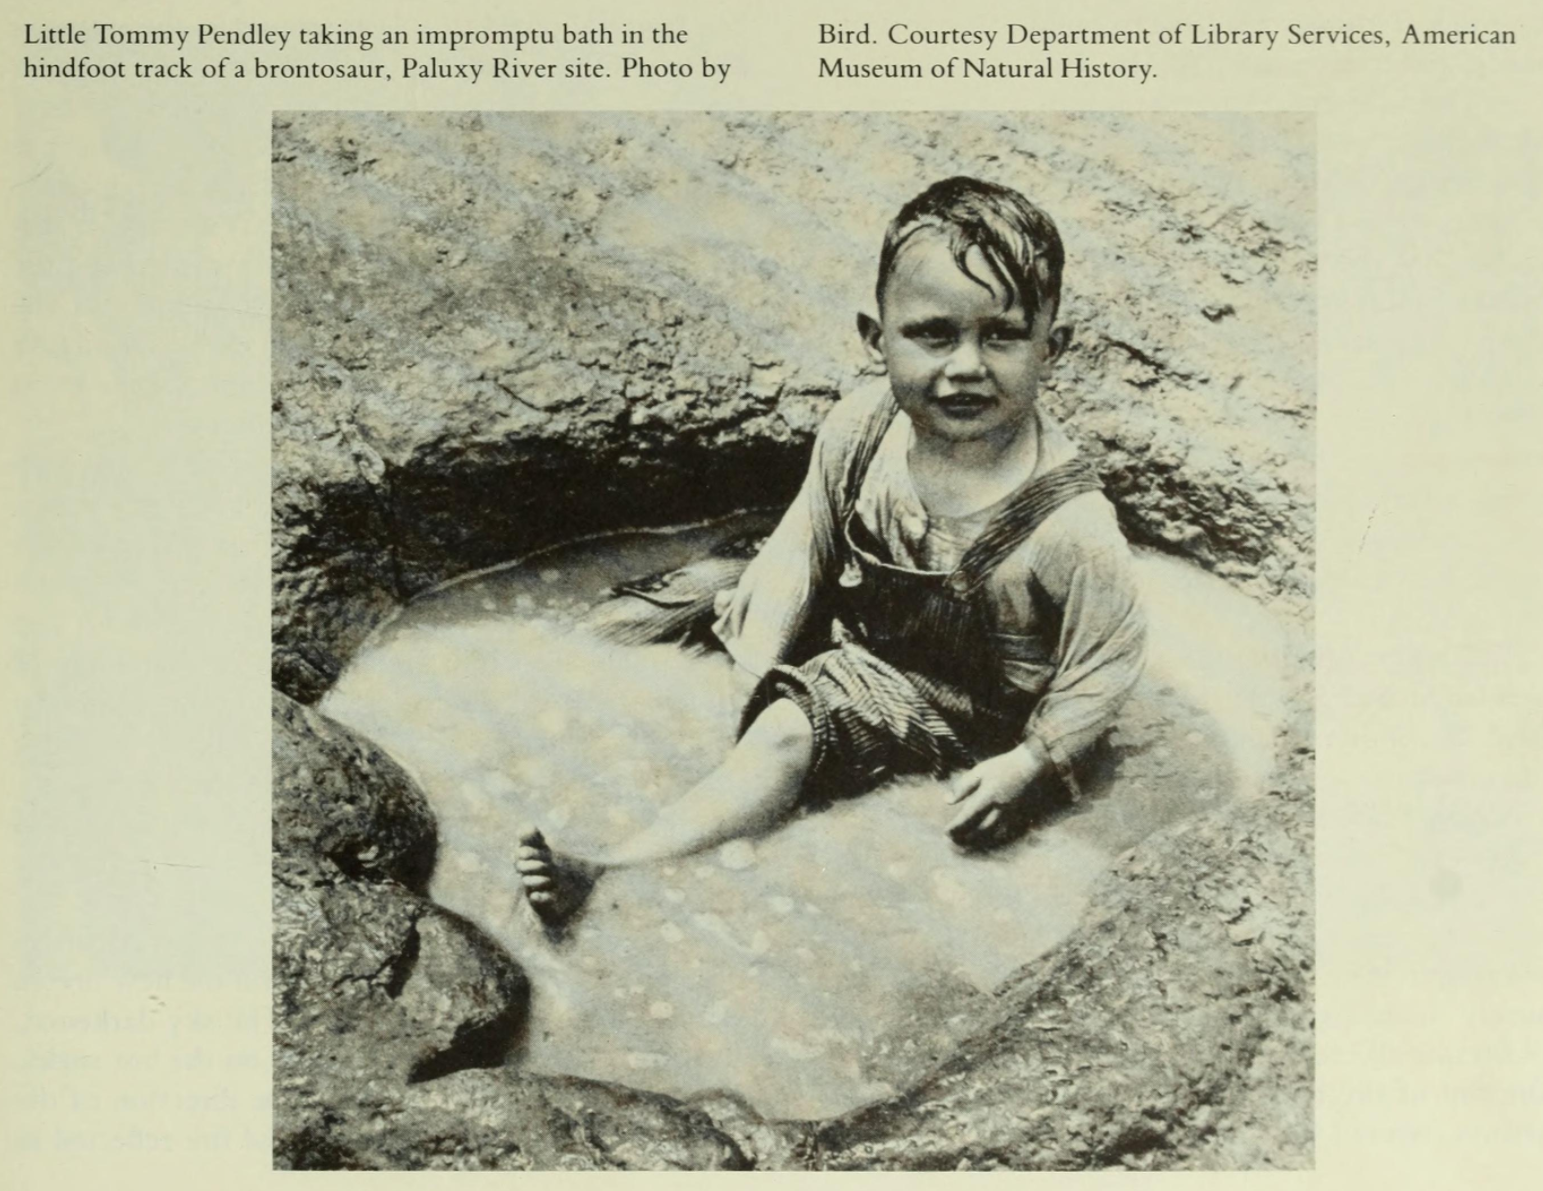 Little Tommy Pendley taking an impromptu bath in the
hindfoot track of a brontosaur, Paluxy River site. Photo by
Bird. Courtesy Department of Library Services, American
Museum of Natural History.